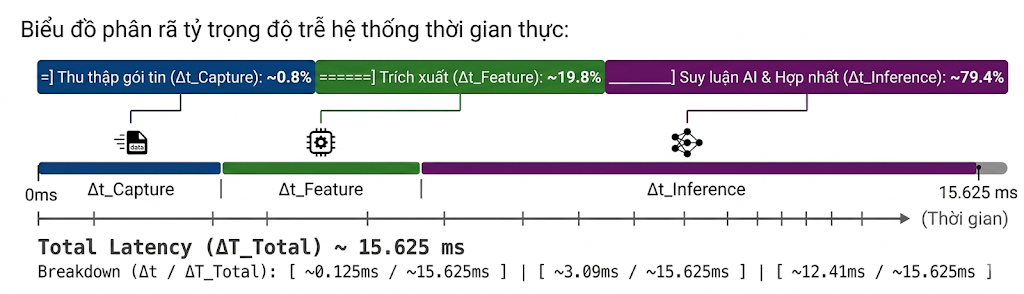 Biểu đồ phân rã tỷ trọng độ trễ hệ thống thời gian thực:
=] Thu thập gói tin (Δt_Capture): ~0.8% ======] Trích xuất (Δt_Feature): ~19.8% __________] Suy luận AI & Hợp nhất (Δt_Inference): ~79.4%
data
0ms Δt_Capture | Δt_Feature | Δt_Inference 15.625 ms
(Thời gian)
Total Latency (ΔT_Total) ~ 15.625 ms
Breakdown (Δt / ΔT_Total): [ ~0.125ms / ~15.625ms ] | [ ~3.09ms / ~15.625ms ] | [ ~12.41ms / ~15.625ms ]